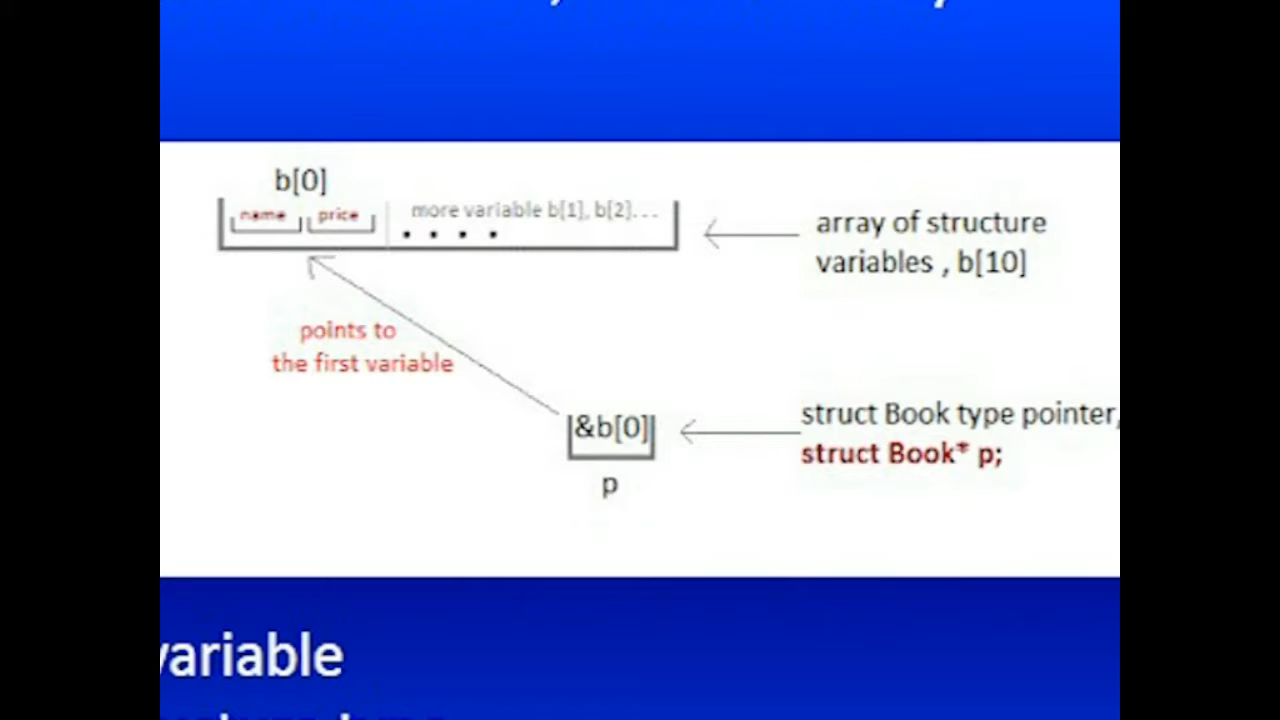 b[0]
name price more variable b[1], b[2]...
array of structure
variables , b[10]
points to
the first variable
&b[0]
struct Book type pointer,
struct Book* p;
p
variable